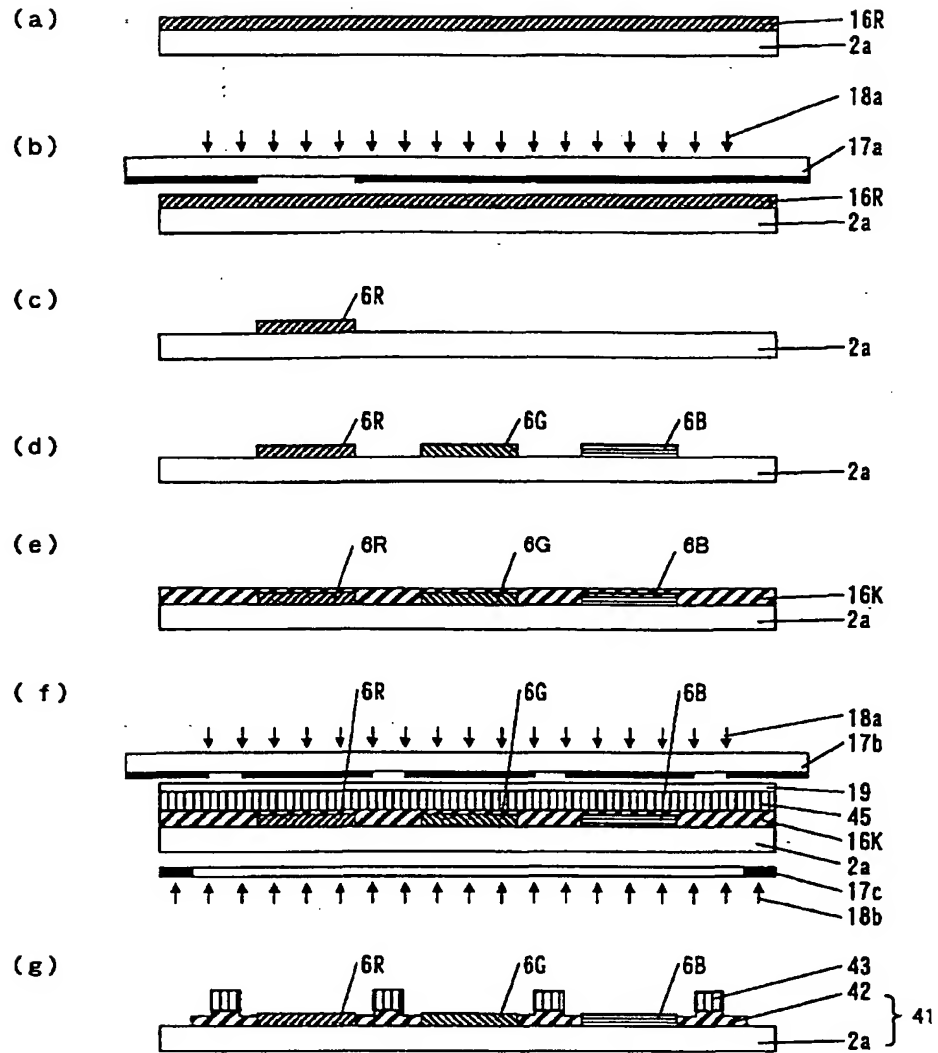 (a)
16R
2a
18a
(b)
17a
16R
2a
(c)
6R
2a
(d)
6R 6G 6B
2a
(e)
6R 6G 6B
16K
2a
(f)
6R 6G 6B
18a
17b
19
45
16K
2a
17c
18b
(g)
6R 6G 6B
43
42
41
2a